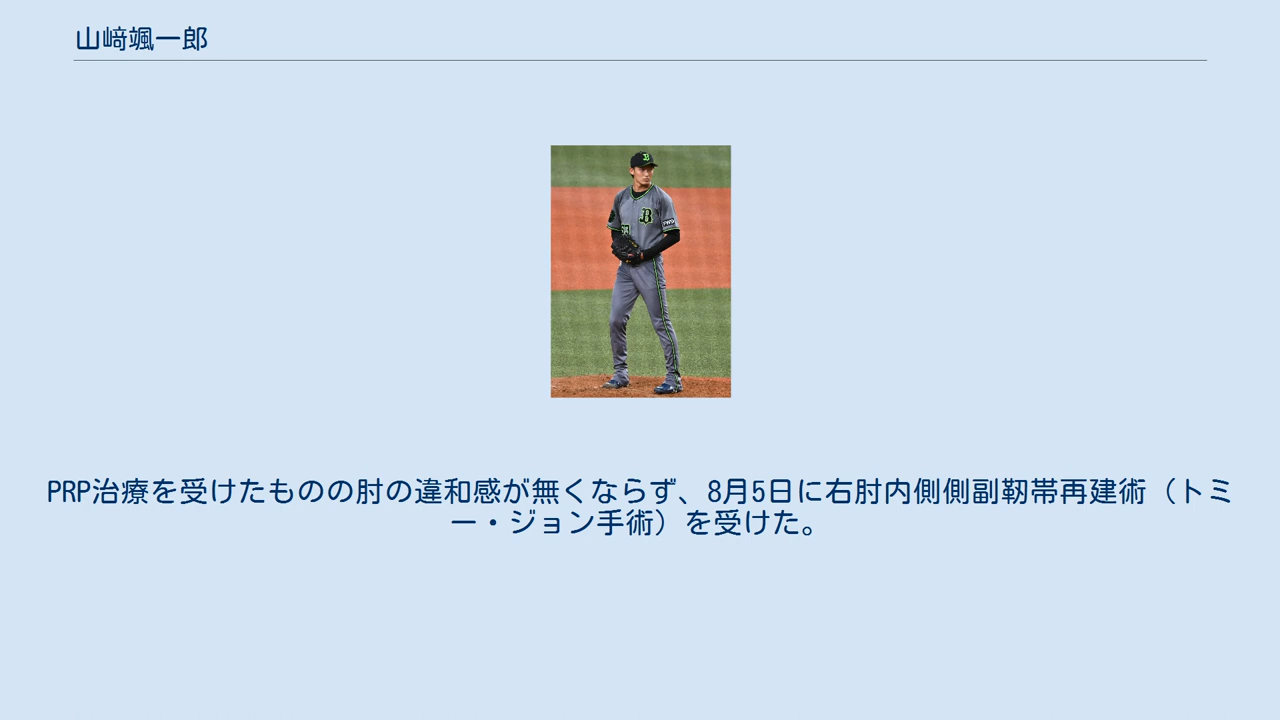 山﨑颯一郎
B
B
PRP治療を受けたものの肘の違和感が無くならず、8月5日に右肘内側側副靭帯再建術（トミ
ー・ジョン手術）を受けた。